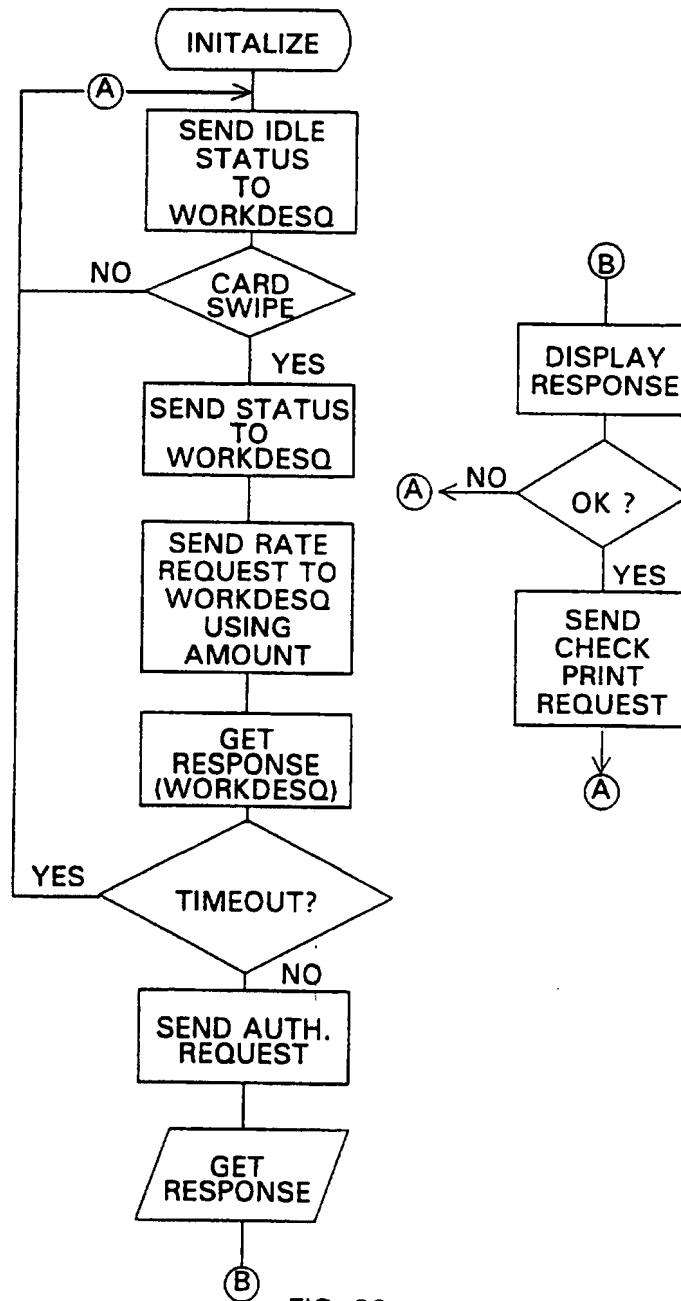 INITALIZE
A
SEND IDLE
STATUS
TO
WORKDESQ
NO
CARD
SWIPE
YES
SEND STATUS
TO
WORKDESQ
SEND RATE
REQUEST TO
WORKDESQ
USING
AMOUNT
GET
RESPONSE
(WORKDESQ)
YES
TIMEOUT?
NO
SEND AUTH.
REQUEST
GET
RESPONSE
B
B
DISPLAY
RESPONSE
A
NO
OK ?
YES
SEND
CHECK
PRINT
REQUEST
A